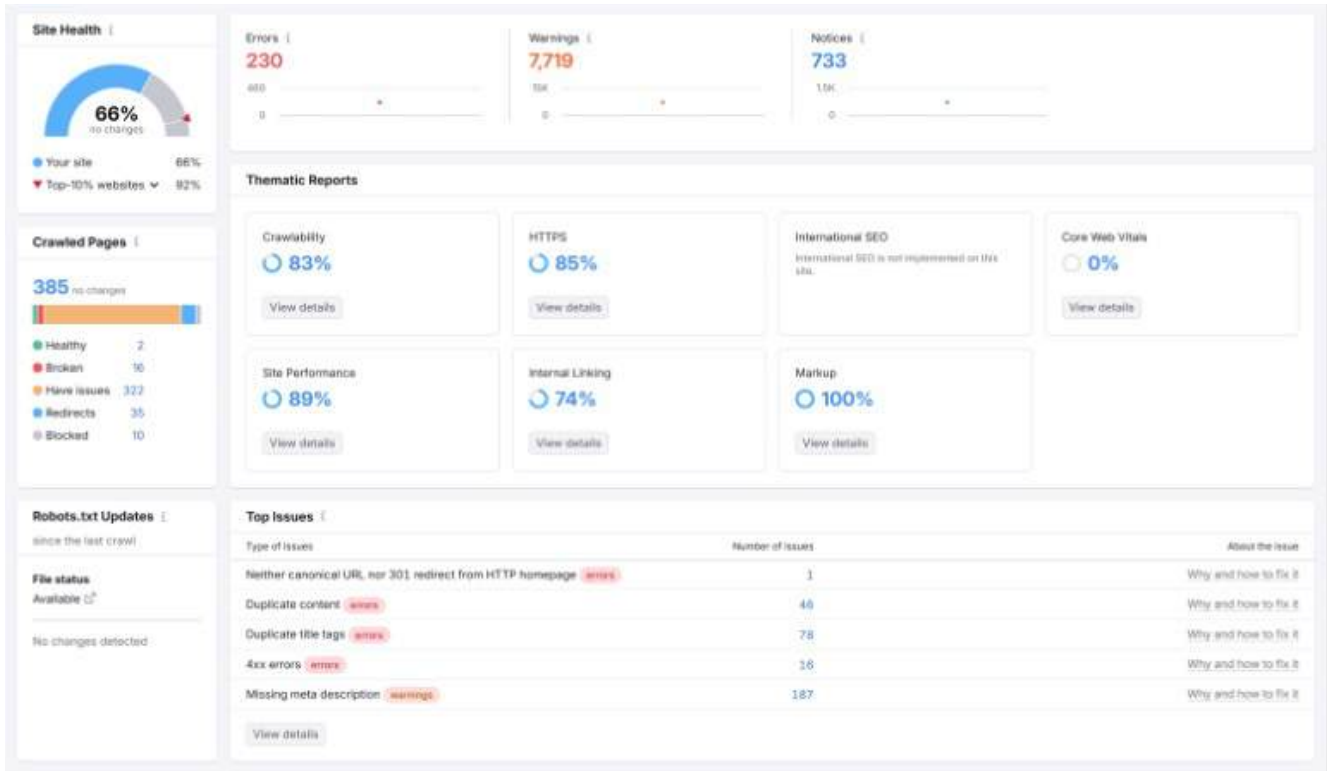 Site Health
66%
no changes
Your site 66%
Top-10% websites 92%
Errors
230
400
0
Warnings
7,719
15K
0
Notices
733
1.5K
0
Crawled Pages
385 no changes
Healthy 2
Broken 16
Have issues 322
Redirects 35
Blocked 10
Thematic Reports
Crawlability
83%
View details
HTTPS
85%
View details
International SEO
International SEO is not implemented on this
site.
Core Web Vitals
0%
View details
Site Performance
89%
View details
Internal Linking
74%
View details
Markup
100%
View details
Robots.txt Updates
since the last crawl
File status
Available
No changes detected
Top Issues
Type of issues Number of issues About the issue
Neither canonical URL nor 301 redirect from HTTP homepage errors 1 Why and how to fix it
Duplicate content errors 46 Why and how to fix it
Duplicate title tags errors 78 Why and how to fix it
4xx errors errors 16 Why and how to fix it
Missing meta description warnings 187 Why and how to fix it
View details